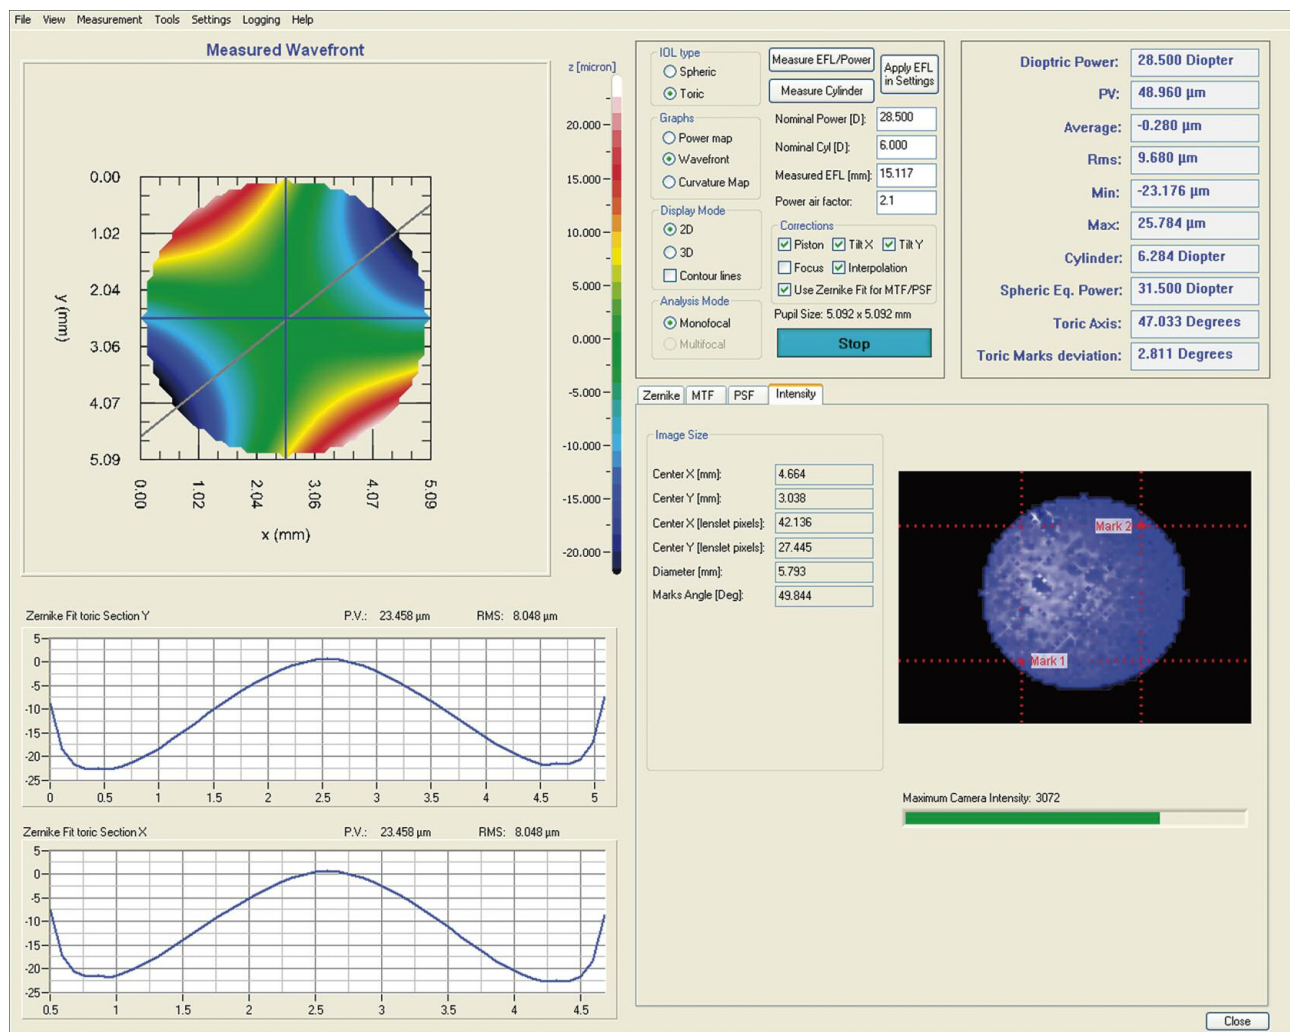 File View Measurement Tools Settings Logging Help
Measured Wavefront
z [micron]
20.000
15.000
10.000
5.000
0.000
-5.000
-10.000
-15.000
-20.000
0.00
1.02
2.04
3.06
4.07
5.09
y (mm)
0.00 1.02 2.04 3.06 4.07 5.09
x (mm)
IOL type
Spheric
Toric
Graphs
Power map
Wavefront
Curvature Map
Display Mode
2D
3D
Contour lines
Analysis Mode
Monofocal
Multifocal
Measure EFL/Power
Measure Cylinder
Apply EFL
in Settings
Nominal Power [D]: 28.500
Nominal Cyl [D]: 6.000
Measured EFL [mm]: 15.117
Power air factor: 2.1
Corrections
Piston Tilt X Tilt Y
Focus Interpolation
Use Zernike Fit for MTF/PSF
Pupil Size: 5.092 x 5.092 mm
Stop
Dioptric Power: 28.500 Diopter
PV: 48.960 µm
Average: -0.280 µm
Rms: 9.680 µm
Min: -23.176 µm
Max: 25.784 µm
Cylinder: 6.284 Diopter
Spheric Eq. Power: 31.500 Diopter
Toric Axis: 47.033 Degrees
Toric Marks deviation: 2.811 Degrees
Zernike MTF PSF Intensity
Image Size
Center X [mm]: 4.664
Center Y [mm]: 3.038
Center X [lenslet pixels]: 42.136
Center Y [lenslet pixels]: 27.445
Diameter [mm]: 5.793
Marks Angle [Deg]: 49.844
Mark 2
Mark 1
Maximum Camera Intensity: 3072
Zernike Fit toric Section Y P.V.: 23.458 µm RMS: 8.048 µm
5
0
-5
-10
-15
-20
-25
0 0.5 1 1.5 2 2.5 3 3.5 4 4.5 5
Zernike Fit toric Section X P.V.: 23.458 µm RMS: 8.048 µm
5
0
-5
-10
-15
-20
-25
0.5 1 1.5 2 2.5 3 3.5 4 4.5
Close